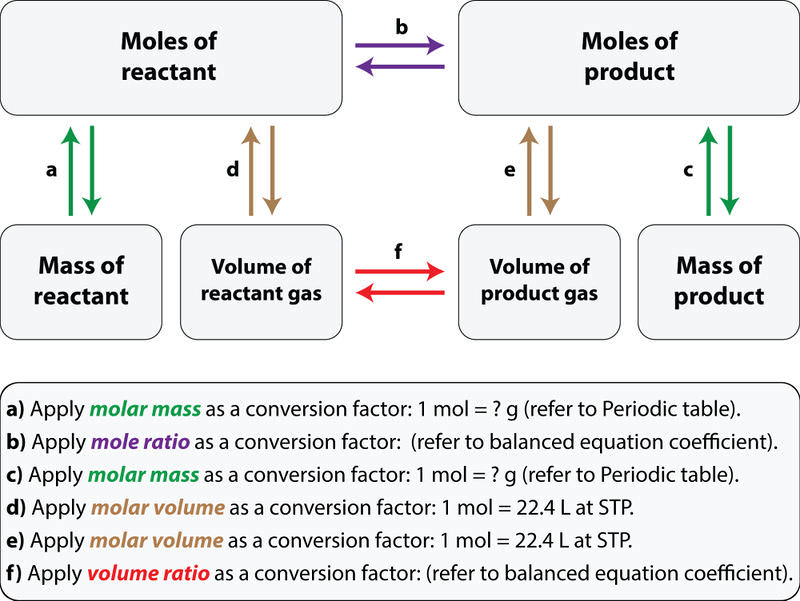 Moles of
reactant
b
Moles of
product
a
d
e
c
Mass of
reactant
Volume of
reactant gas
f
Volume of
product gas
Mass of
product
a) Apply molar mass as a conversion factor: 1 mol = ? g (refer to Periodic table).
b) Apply mole ratio as a conversion factor:  (refer to balanced equation coefficient).
c) Apply molar mass as a conversion factor: 1 mol = ? g (refer to Periodic table).
d) Apply molar volume as a conversion factor: 1 mol = 22.4 L at STP.
e) Apply molar volume as a conversion factor: 1 mol = 22.4 L at STP.
f) Apply volume ratio as a conversion factor: (refer to balanced equation coefficient).